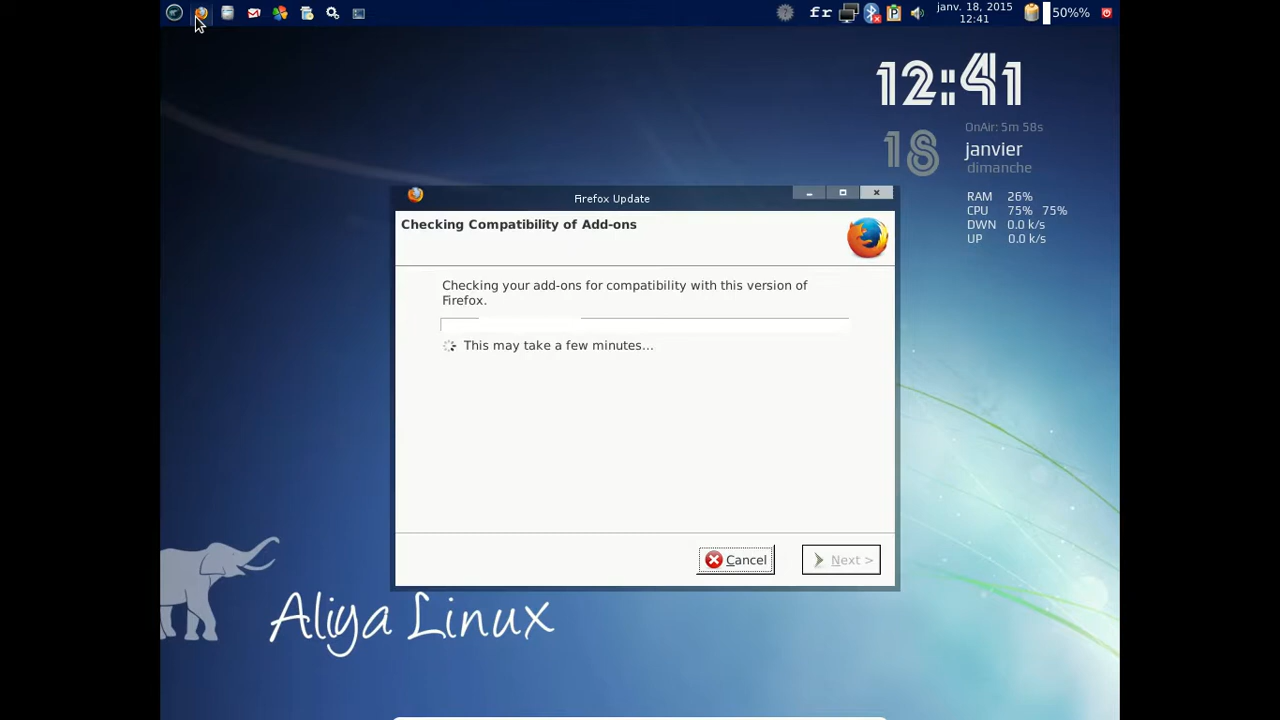 fr
janv. 18, 2015
12:41
50%%
12:41
OnAir: 5m 58s
18
janvier
dimanche
RAM 26%
CPU 75% 75%
DWN 0.0 k/s
UP 0.0 k/s
Firefox Update
Checking Compatibility of Add-ons
Checking your add-ons for compatibility with this version of
Firefox.
This may take a few minutes...
Cancel
Next >
Aliya Linux